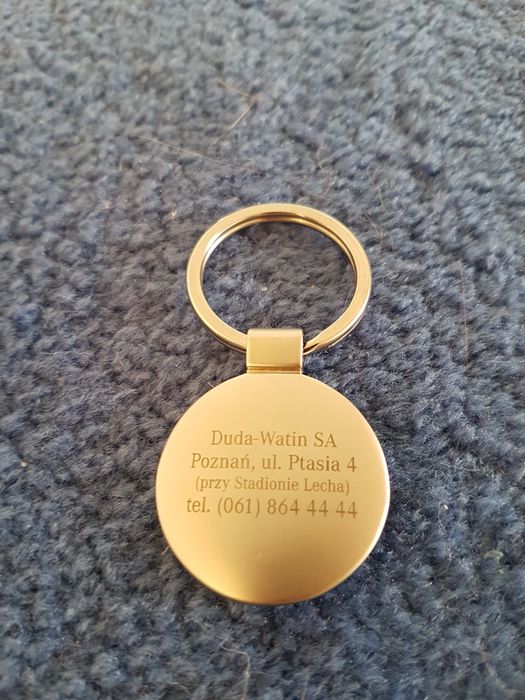 Duda-Watin SA
Poznań, ul. Ptasia 4
(przy Stadionie Lecha)
tel. (061) 864 44 44